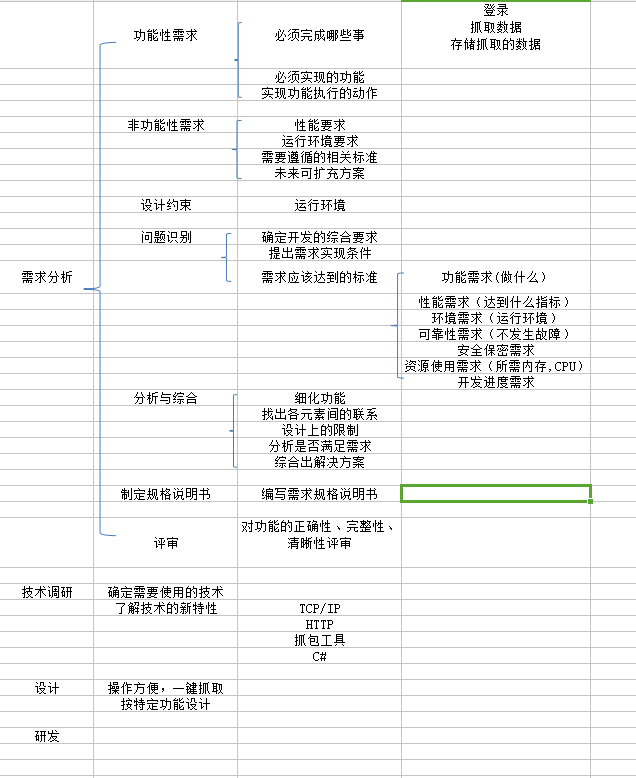 登录
抓取数据
存储抓取的数据
功能性需求
必须完成哪些事
必须实现的功能
实现功能执行的动作
非功能性需求
性能要求
运行环境要求
需要遵循的相关标准
未来可扩充方案
设计约束
运行环境
问题识别
确定开发的综合要求
提出需求实现条件
需求分析
需求应该达到的标准
功能需求(做什么)
性能需求(达到什么指标)
环境需求(运行环境)
可靠性需求(不发生故障)
安全保密需求
资源使用需求(所需内存,CPU)
开发进度需求
分析与综合
细化功能
找出各元素间的联系
设计上的限制
分析是否满足需求
综合出解决方案
制定规格说明书
编写需求规格说明书
评审
对功能的正确性、完整性、
清晰性评审
技术调研
确定需要使用的技术
了解技术的新特性
TCP/IP
HTTP
抓包工具
C#
设计
操作方便，一键抓取
按特定功能设计
研发